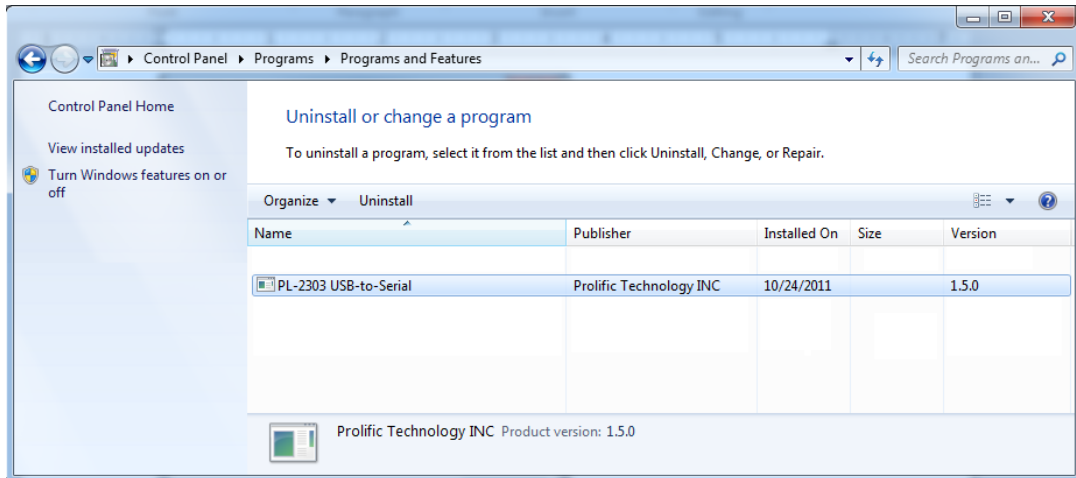 Control Panel Programs Programs and Features Search Programs an...
Control Panel Home
View installed updates
Turn Windows features on or
off
Uninstall or change a program
To uninstall a program, select it from the list and then click Uninstall, Change, or Repair.
Organize Uninstall
Name Publisher Installed On Size Version
PL-2303 USB-to-Serial Prolific Technology INC 10/24/2011 1.5.0
Prolific Technology INC Product version: 1.5.0